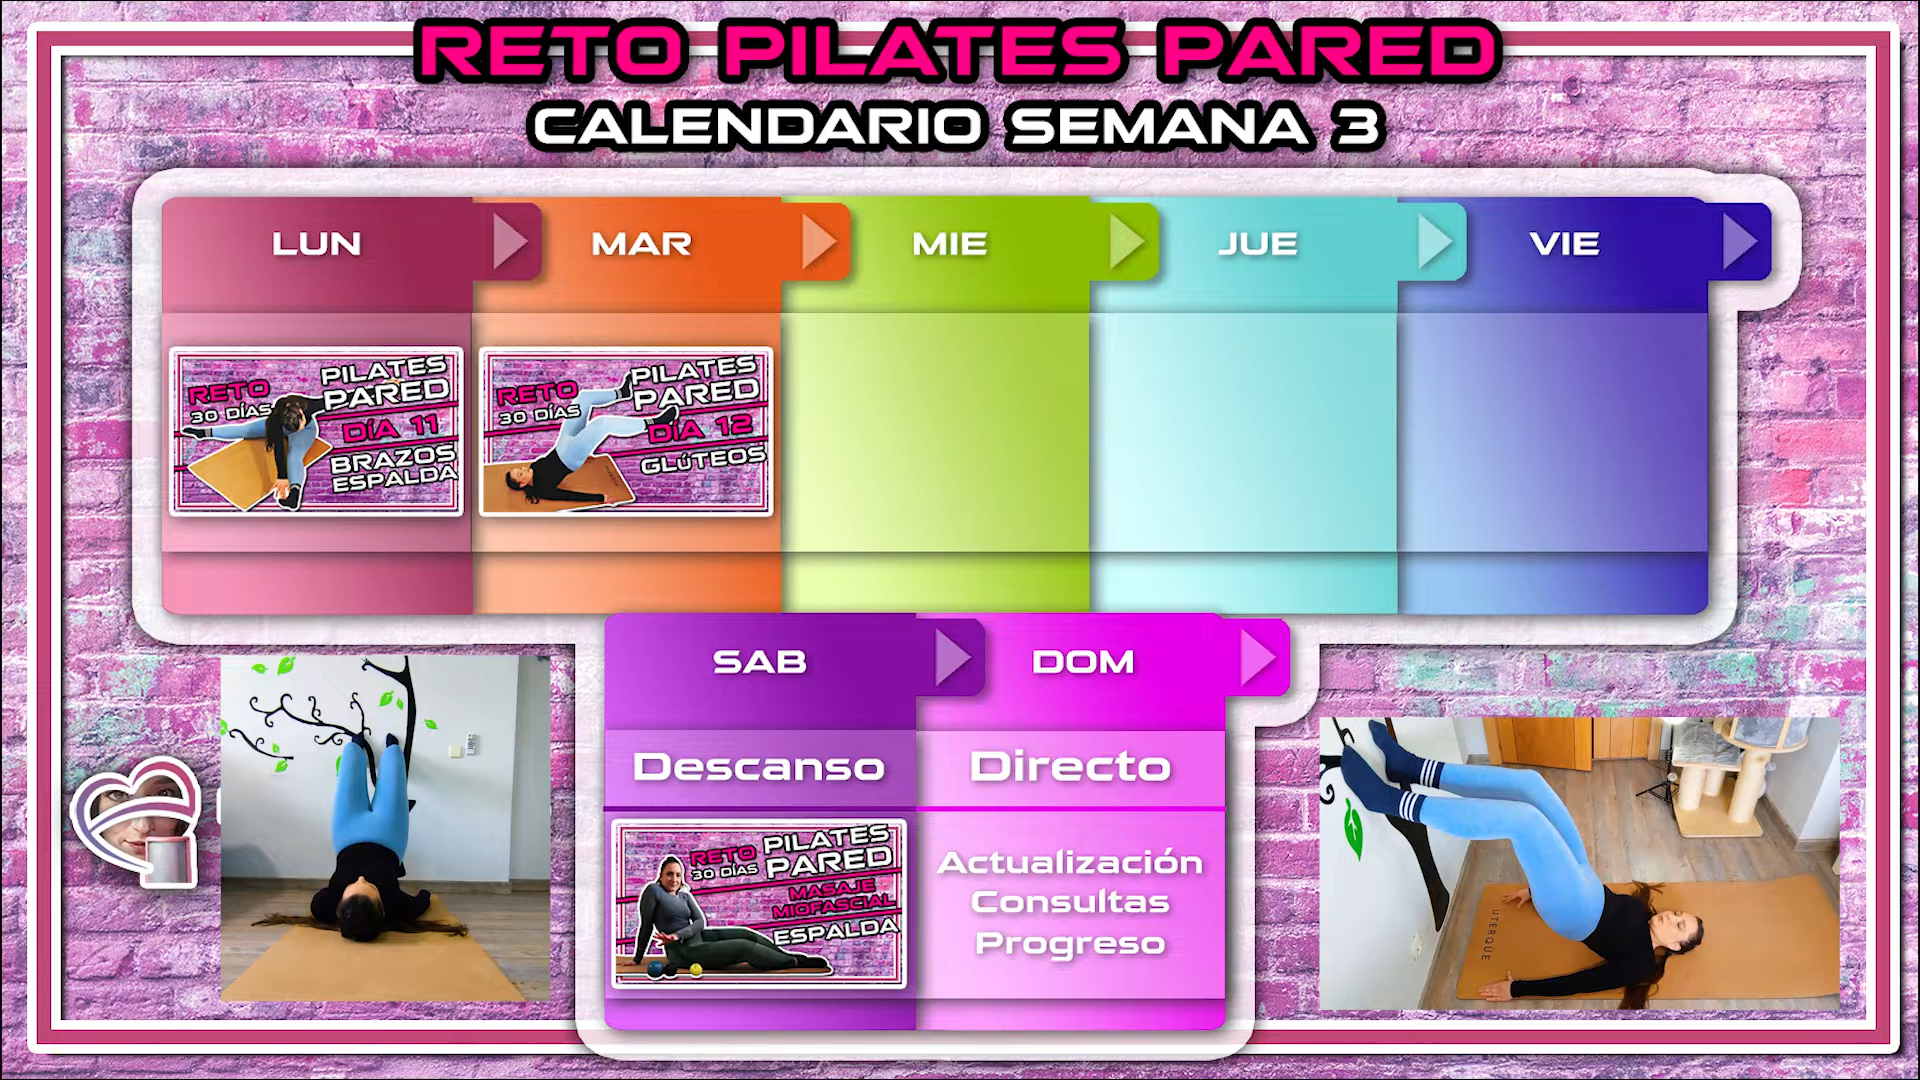 RETO PILATES PARED
CALENDARIO SEMANA 3
LUN
MAR
MIE
JUE
VIE
RETO
30 DÍAS
PILATES
PARED
DÍA 11
BRAZOS
ESPALDA
RETO
30 DÍAS
PILATES
PARED
DÍA 12
GLÚTEOS
SAB
DOM
Descanso
Directo
RETO
30 DÍAS
PILATES
PARED
MASAJE
MIOFASCIAL
ESPALDA
Actualización
Consultas
Progreso
UTERQUE